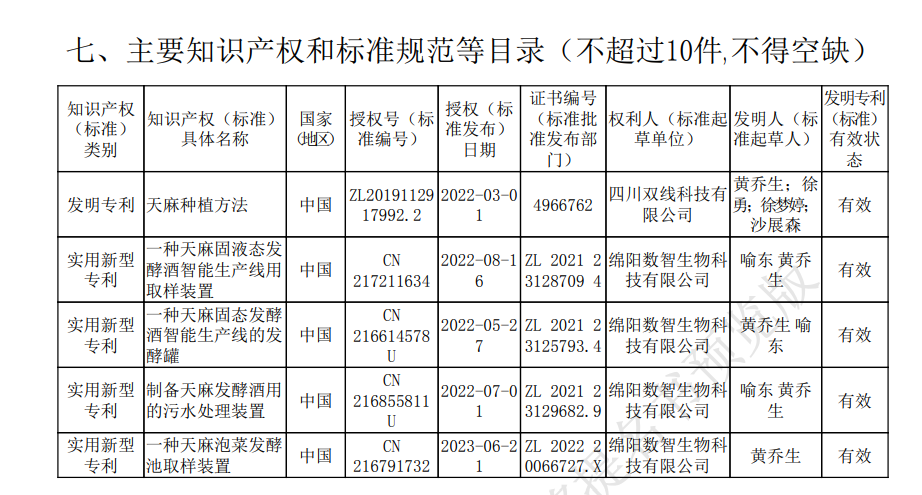 七、主要知识产权和标准规范等目录（不超过10件,不得空缺）
知识产权（标准）类别 知识产权（标准）具体名称 国家(地区) 授权号（标准编号） 授权（标准发布）日期 证书编号（标准批准发布部门） 权利人（标准起草单位） 发明人（标准起草人） 发明专利（标准）有效状态
发明专利 天麻种植方法 中国 ZL2019112917992.2 2022-03-01 4966762 四川双线科技有限公司 黄乔生；徐勇；徐梦婷；沙展森 有效
实用新型专利 一种天麻固液态发酵酒智能生产线用取样装置 中国 CN 217211634 2022-08-16 ZL 2021 23128709 4 绵阳数智生物科技有限公司 喻东 黄乔生 有效
实用新型专利 一种天麻固态发酵酒智能生产线的发酵罐 中国 CN 216614578 U 2022-05-27 ZL 2021 23125793.4 绵阳数智生物科技有限公司 黄乔生 喻东 有效
实用新型专利 制备天麻发酵酒用的污水处理装置 中国 CN 216855811 U 2022-07-01 ZL 2021 23129682.9 绵阳数智生物科技有限公司 喻东 黄乔生 有效
实用新型专利 一种天麻泡菜发酵池取样装置 中国 CN 216791732 2023-06-21 ZL 2022 20066727.X 绵阳数智生物科技有限公司 黄乔生 有效